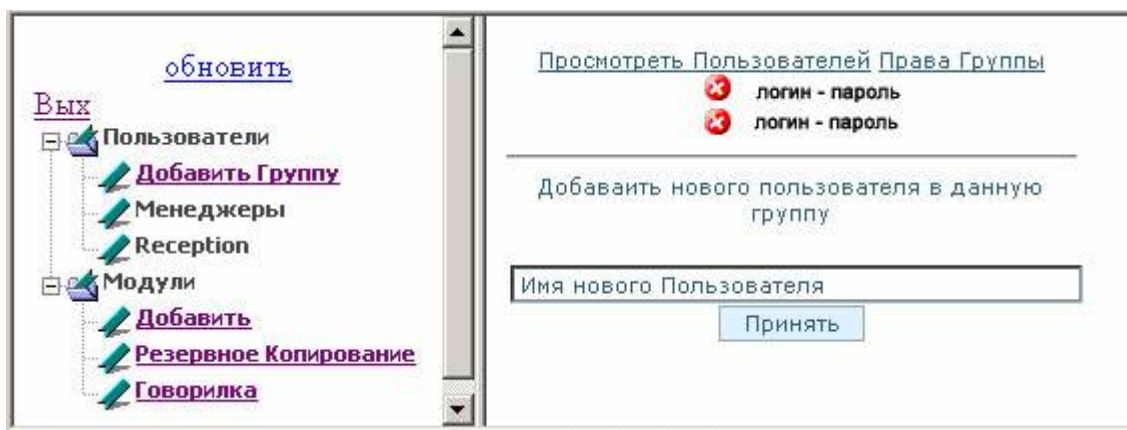 обновить
Вых
Пользователи
Добавить Группу
Менеджеры
Reception
Модули
Добавить
Резервное Копирование
Говорилка
Просмотреть Пользователей Права Группы
логин - пароль
логин - пароль
Добаваить нового пользователя в данную
группу
Имя нового Пользователя
Принять